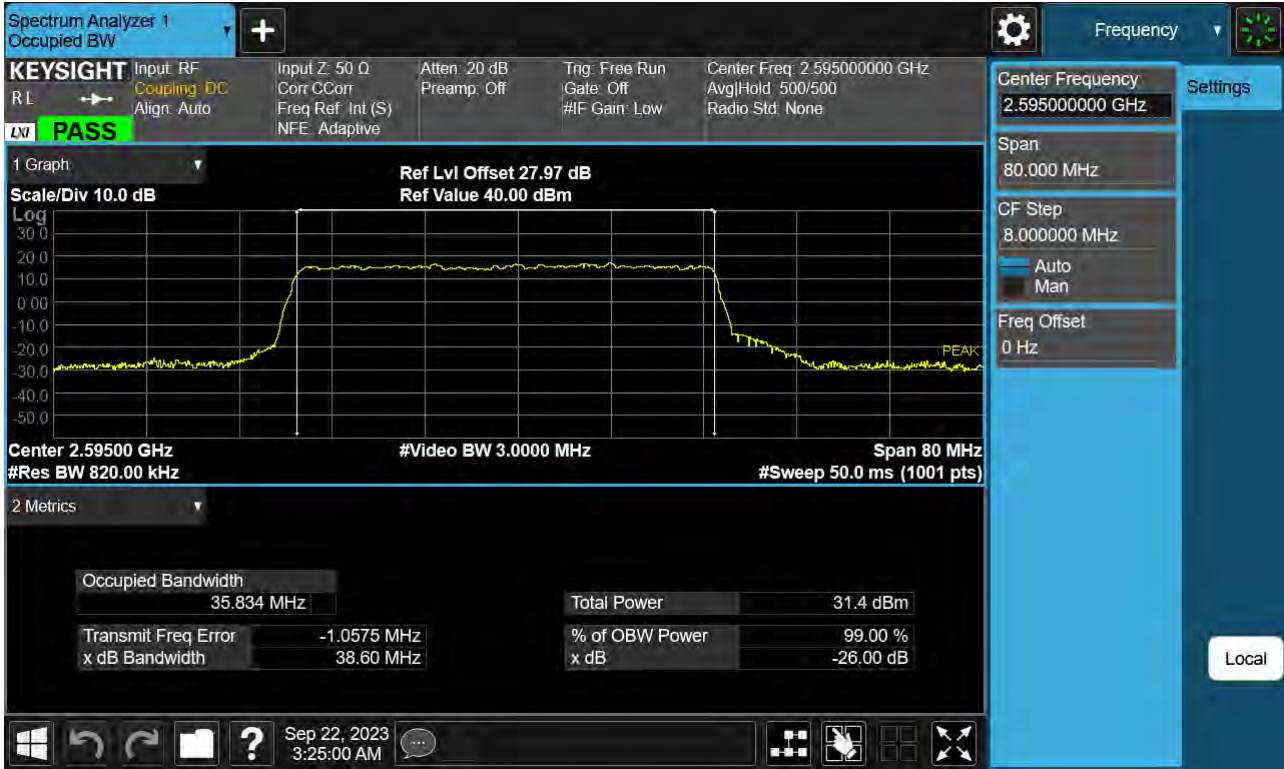 Spectrum Analyzer 1
Occupied BW
Frequency
KEYSIGHT
R L
LXI
PASS
Input: RF
Coupling: DC
Align: Auto
Input Z: 50 Ω
Corr CCorr
Freq Ref: Int (S)
NFE: Adaptive
Atten: 20 dB
Preamp: Off
Trig: Free Run
Gate: Off
#IF Gain: Low
Center Freq: 2.595000000 GHz
Avg|Hold: 500/500
Radio Std: None
1 Graph
Scale/Div 10.0 dB
Ref Lvl Offset 27.97 dB
Ref Value 40.00 dBm
Log
30.0
20.0
10.0
0.00
-10.0
-20.0
-30.0
-40.0
-50.0
PEAK
Center 2.59500 GHz
#Video BW 3.0000 MHz
Span 80 MHz
#Res BW 820.00 kHz
#Sweep 50.0 ms (1001 pts)
2 Metrics
Occupied Bandwidth
35.834 MHz
Total Power 31.4 dBm
Transmit Freq Error -1.0575 MHz
% of OBW Power 99.00 %
x dB Bandwidth 38.60 MHz
x dB -26.00 dB
Center Frequency
2.595000000 GHz
Settings
Span
80.000 MHz
CF Step
8.000000 MHz
Auto
Man
Freq Offset
0 Hz
Local
?
Sep 22, 2023
3:25:00 AM